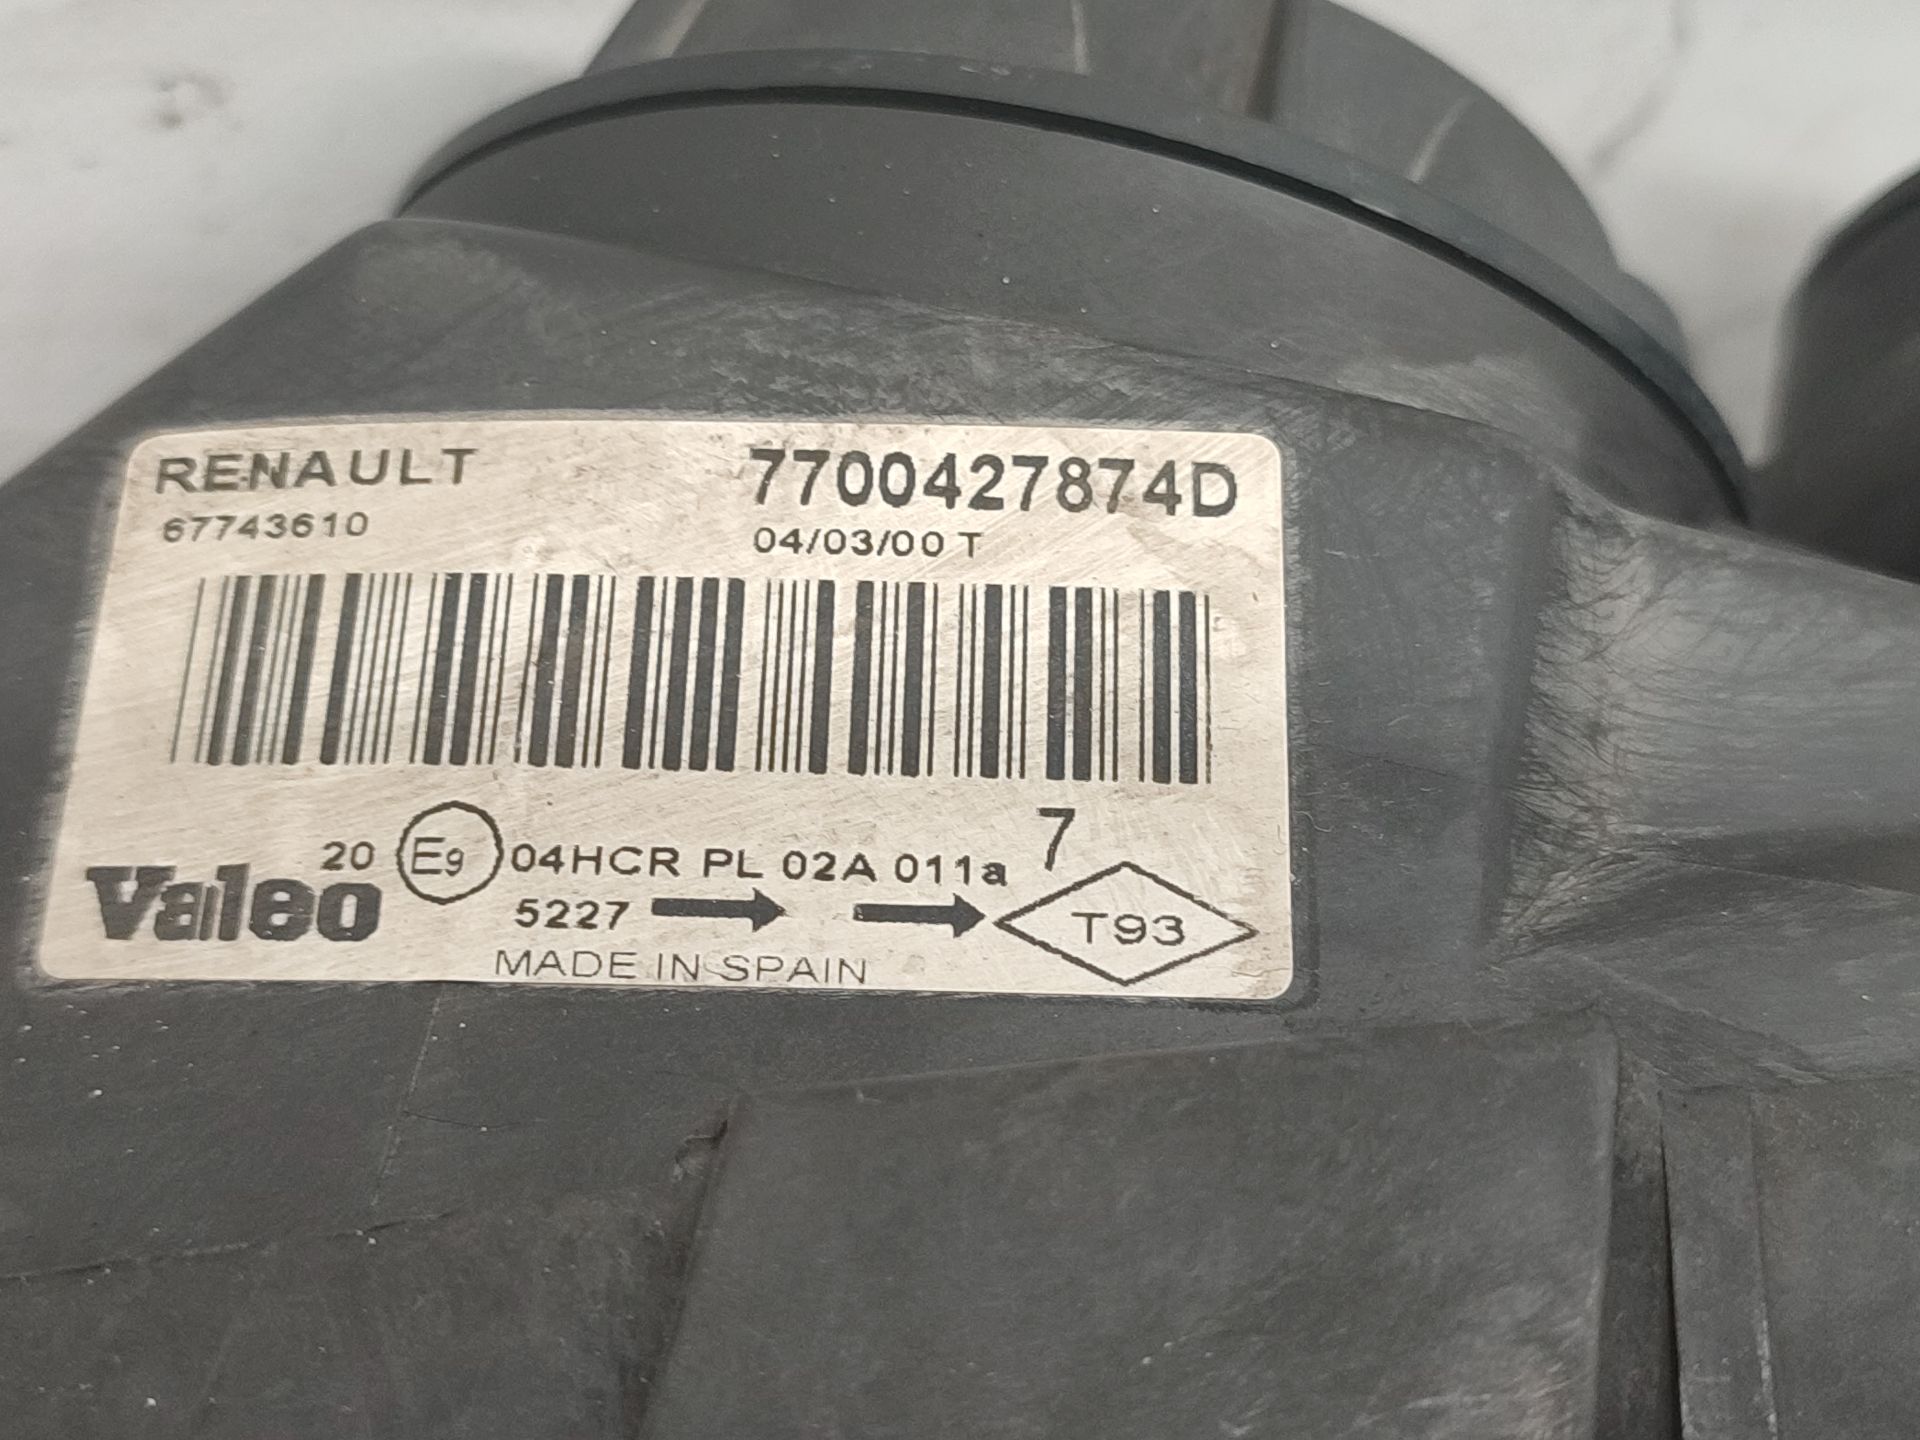 RENAULT 7700427874D
67743610 04/03/00 T
7
20 E9 04HCR PL 02A 011a
Valeo 5227 T93
MADE IN SPAIN